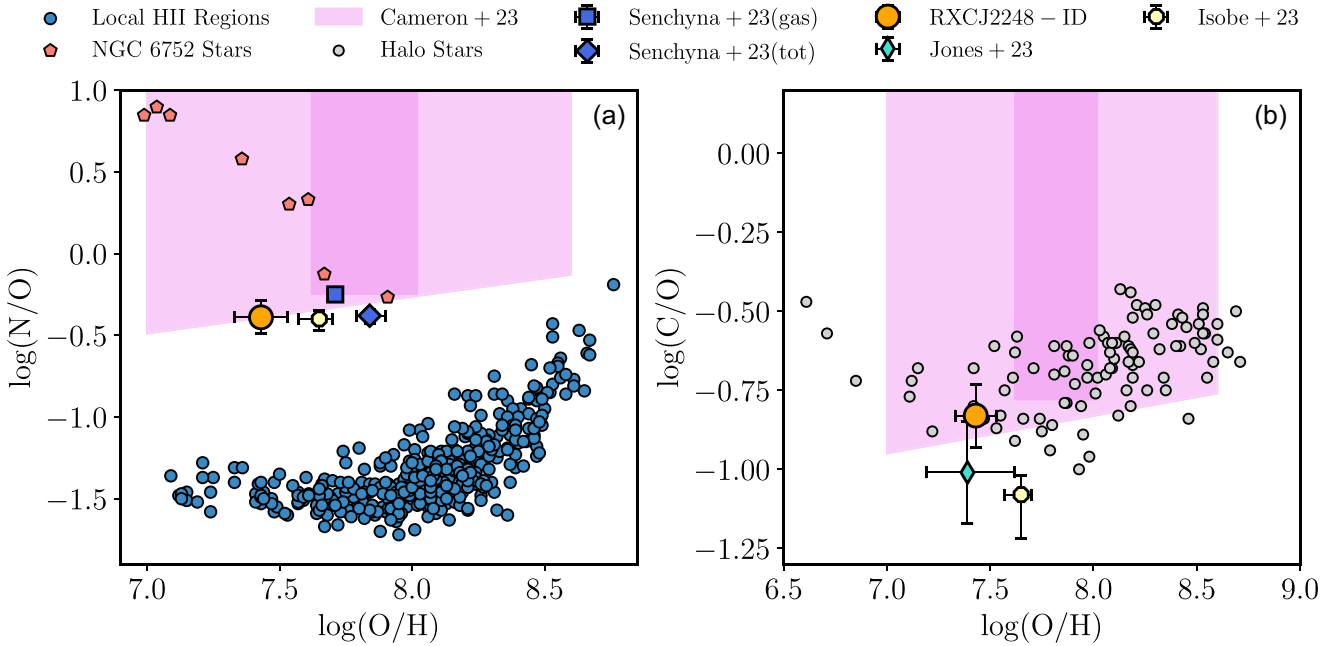 Local HII Regions Cameron + 23 Senchyna + 23(gas) RXCJ2248 − ID Isobe + 23
NGC 6752 Stars Halo Stars Senchyna + 23(tot) Jones + 23
(a)
1.0
0.5
0.0
−0.5
−1.0
−1.5
log(N/O)
7.0 7.5 8.0 8.5
log(O/H)
(b)
0.00
−0.25
−0.50
−0.75
−1.00
−1.25
log(C/O)
6.5 7.0 7.5 8.0 8.5 9.0
log(O/H)